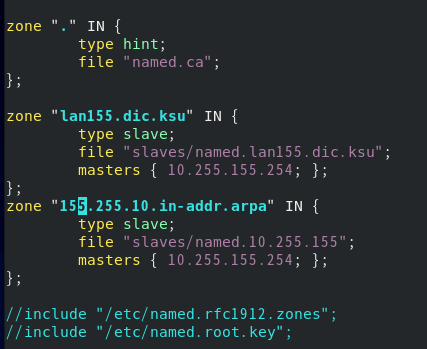 zone "." IN {
type hint;
file "named.ca";
};
zone "lan155.dic.ksu" IN {
type slave;
file "slaves/named.lan155.dic.ksu";
masters { 10.255.155.254; };
};
zone "155.255.10.in-addr.arpa" IN {
type slave;
file "slaves/named.10.255.155";
masters { 10.255.155.254; };
};
//include "/etc/named.rfc1912.zones";
//include "/etc/named.root.key";